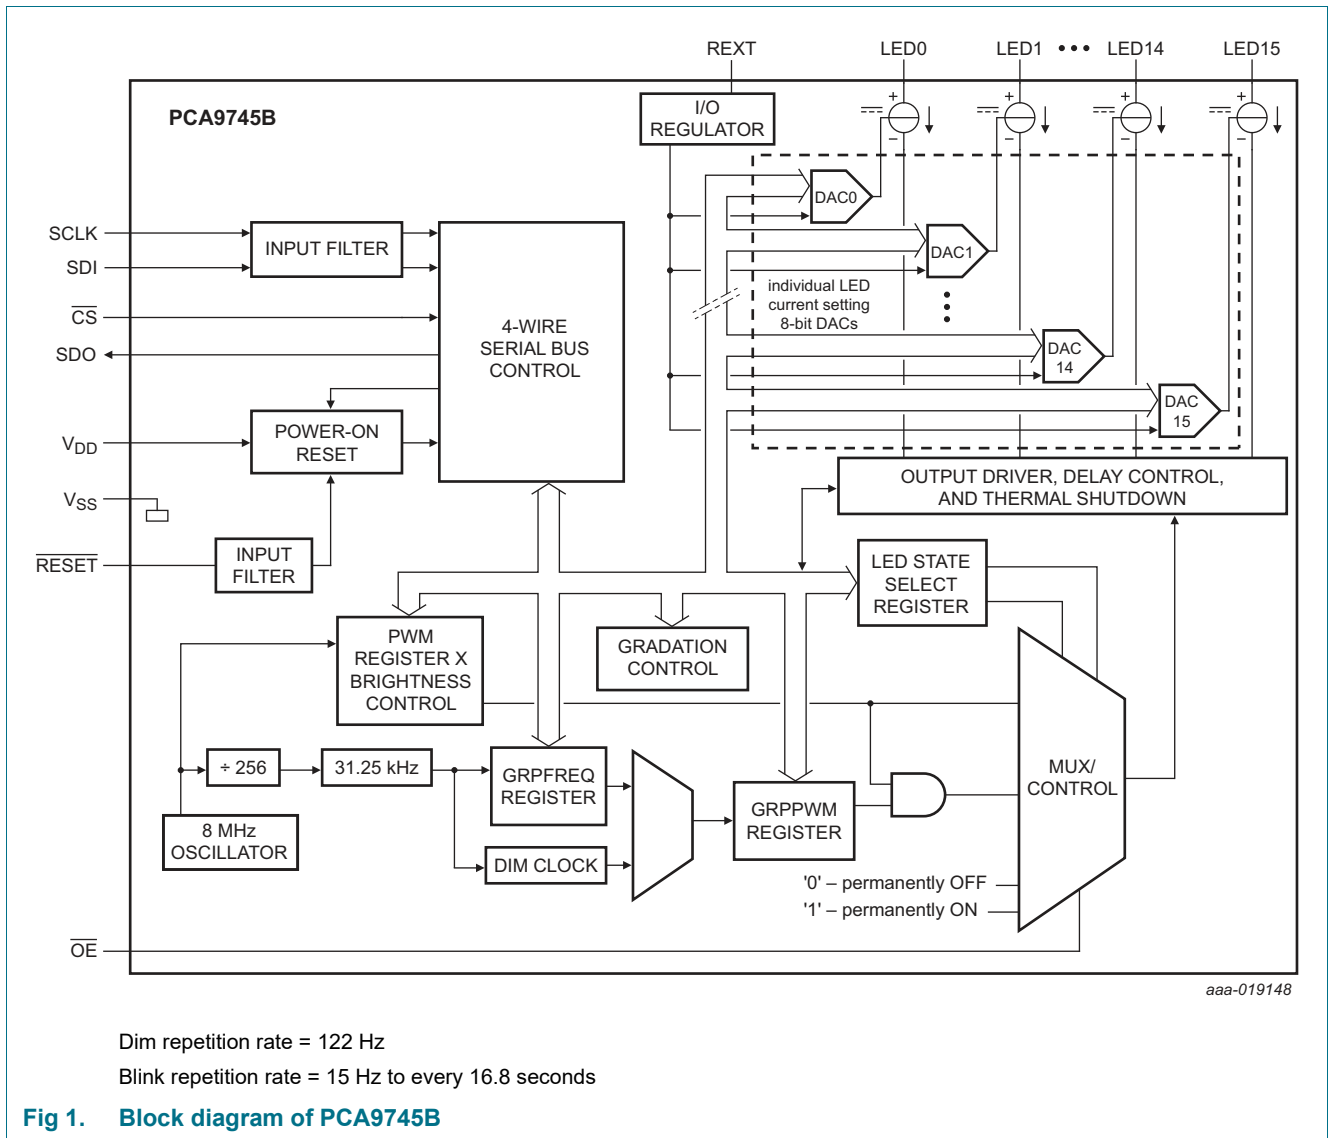 REXT
LED0
LED1
LED14
LED15
PCA9745B
I/O
REGULATOR
DAC0
DAC1
individual LED
current setting
8-bit DACs
DAC
14
DAC
15
SCLK
SDI
INPUT FILTER
CS
SDO
4-WIRE
SERIAL BUS
CONTROL
VDD
POWER-ON
RESET
VSS
RESET
INPUT
FILTER
OUTPUT DRIVER, DELAY CONTROL,
AND THERMAL SHUTDOWN
LED STATE
SELECT
REGISTER
PWM
REGISTER X
BRIGHTNESS
CONTROL
GRADATION
CONTROL
÷ 256
31.25 kHz
GRPFREQ
REGISTER
MUX/
CONTROL
GRPPWM
REGISTER
8 MHz
OSCILLATOR
DIM CLOCK
'0' – permanently OFF
'1' – permanently ON
OE
aaa-019148
Dim repetition rate = 122 Hz
Blink repetition rate = 15 Hz to every 16.8 seconds
Fig 1. Block diagram of PCA9745B